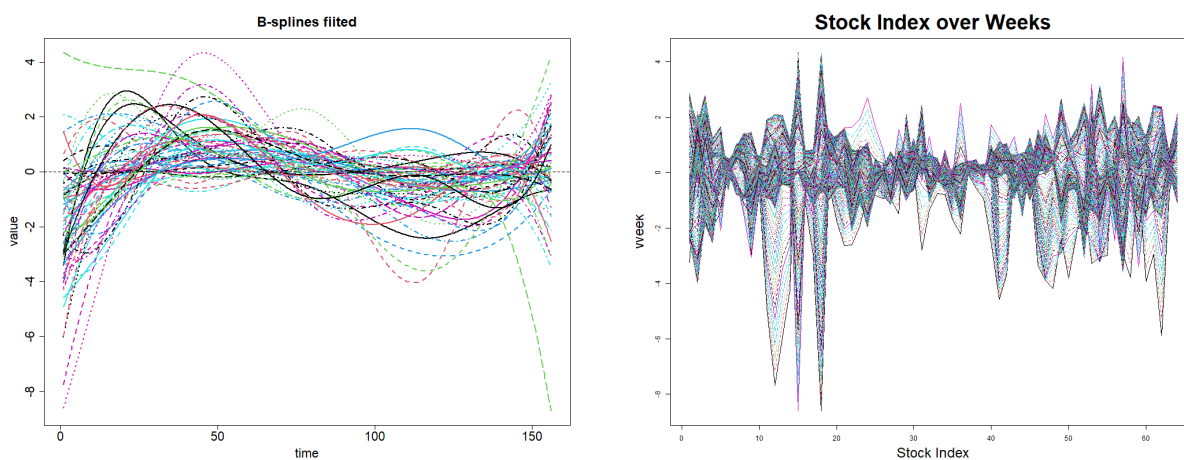 B-splines fiited
value
4
2
0
-2
-4
-6
-8
0 50 100 150
time
Stock Index over Weeks
Week
4
2
0
-2
-4
-6
-8
0 10 20 30 40 50 60
Stock Index